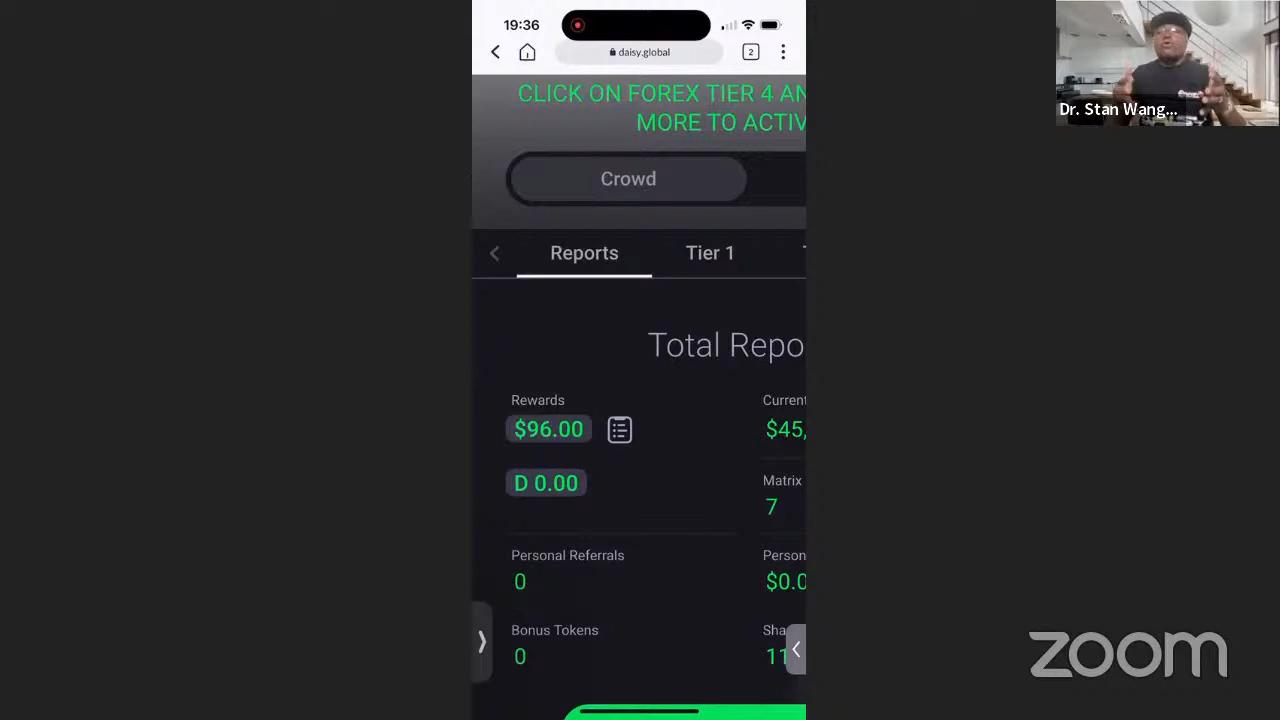 19:36
daisy.global
2
CLICK ON FOREX TIER 4 AN
MORE TO ACTIV
Crowd
Reports Tier 1
Total Repo
Rewards
$96.00
D 0.00
Current
$45,
Matrix
7
Personal Referrals
0
Person
$0.0
Bonus Tokens
0
Sha
11
Dr. Stan Wang...
zoom